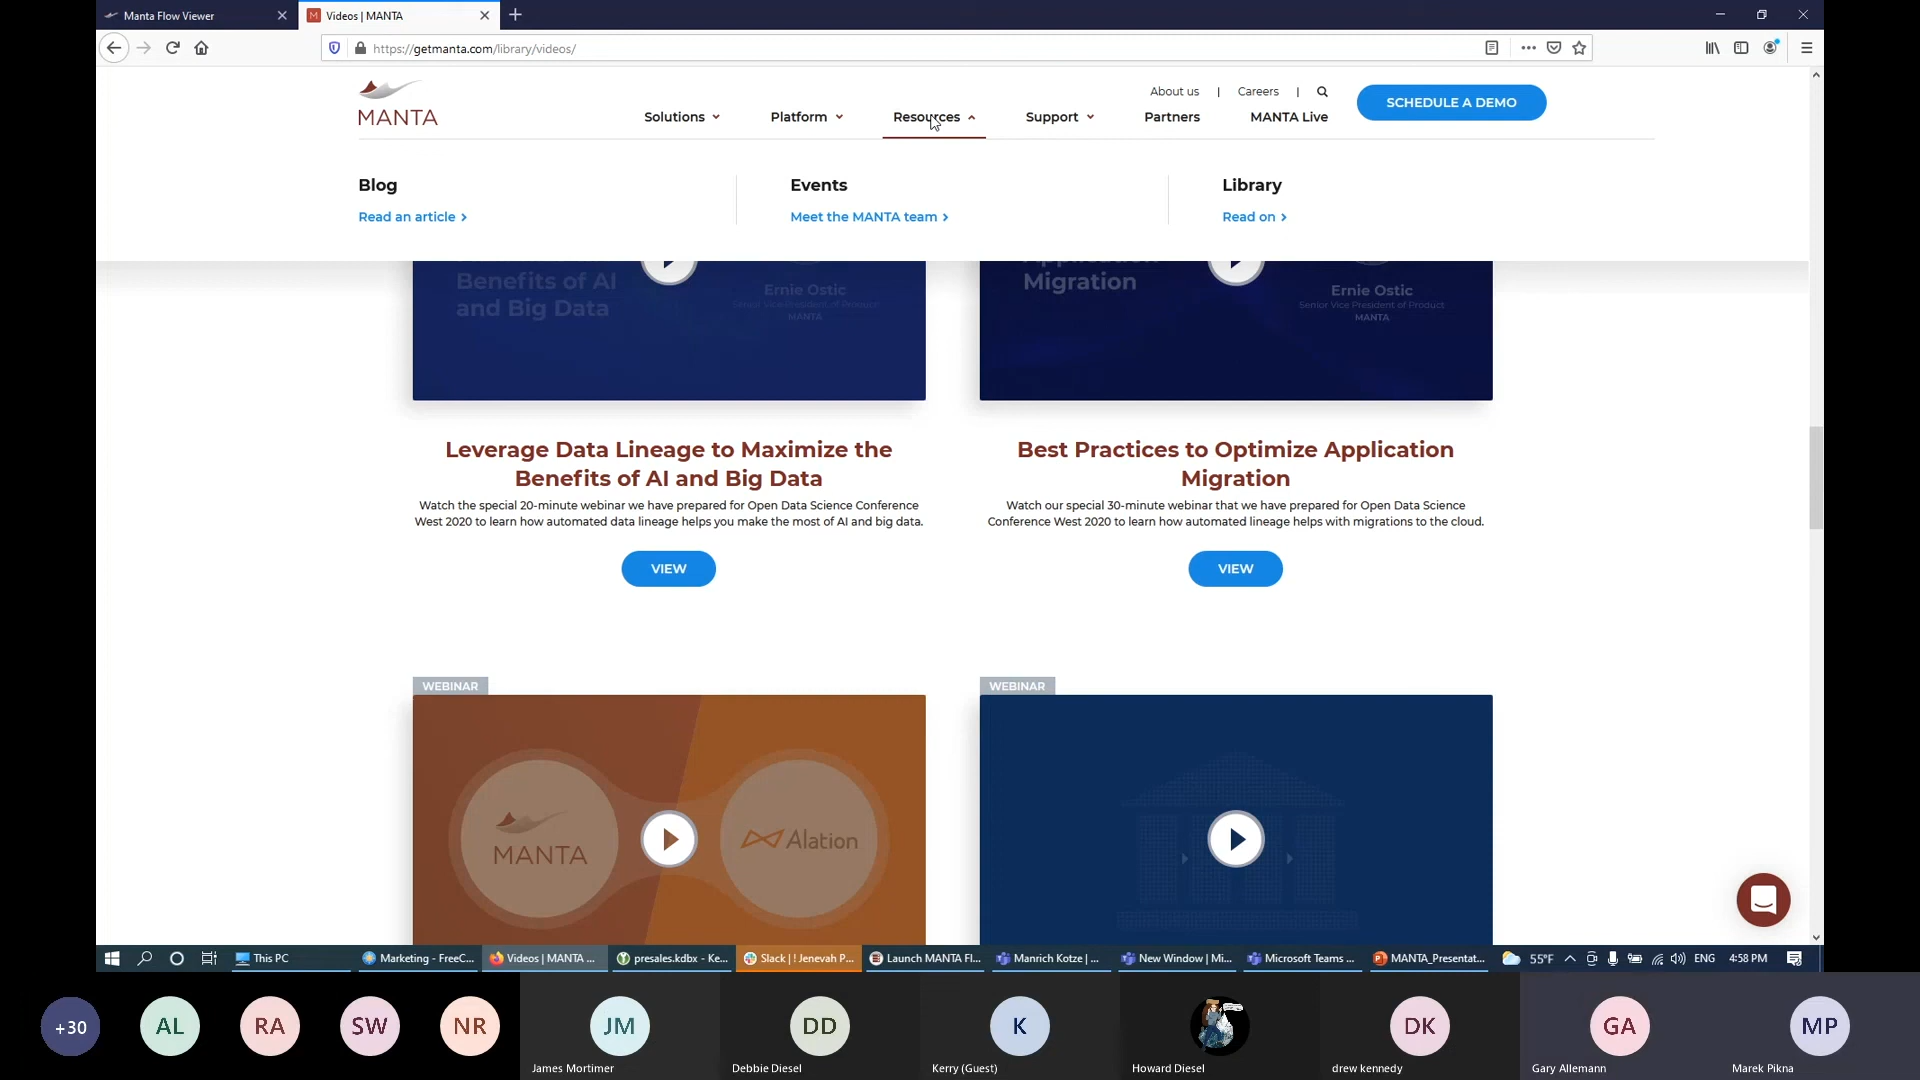 Manta Flow Viewer
Videos | MANTA
https://getmanta.com/library/videos/
MANTA
About us | Careers |
SCHEDULE A DEMO
Solutions Platform Resources Support Partners MANTA Live
Blog
Read an article
Events
Meet the MANTA team
Library
Read on
Benefits of AI
and Big Data
Ernie Ostic
Senior Vice President of Product
MANTA
Application
Migration
Ernie Ostic
Senior Vice President of Product
MANTA
Leverage Data Lineage to Maximize the
Benefits of AI and Big Data
Watch the special 20-minute webinar we have prepared for Open Data Science Conference
West 2020 to learn how automated data lineage helps you make the most of AI and big data.
VIEW
Best Practices to Optimize Application
Migration
Watch our special 30-minute webinar that we have prepared for Open Data Science
Conference West 2020 to learn how automated lineage helps with migrations to the cloud.
VIEW
WEBINAR
MANTA
Alation
WEBINAR
This PC
Marketing - FreeC...
Videos | MANTA ...
presales.kdbx - Ke...
Slack | ! Jenevah P...
Launch MANTA Fl...
Manrich Kotze | ...
New Window | Mi...
Microsoft Teams ...
MANTA_Presentat...
55°F
ENG
4:58 PM
+30
AL
RA
SW
NR
JM
James Mortimer
DD
Debbie Diesel
K
Kerry (Guest)
Howard Diesel
DK
drew kennedy
GA
Gary Allemann
MP
Marek Pikna